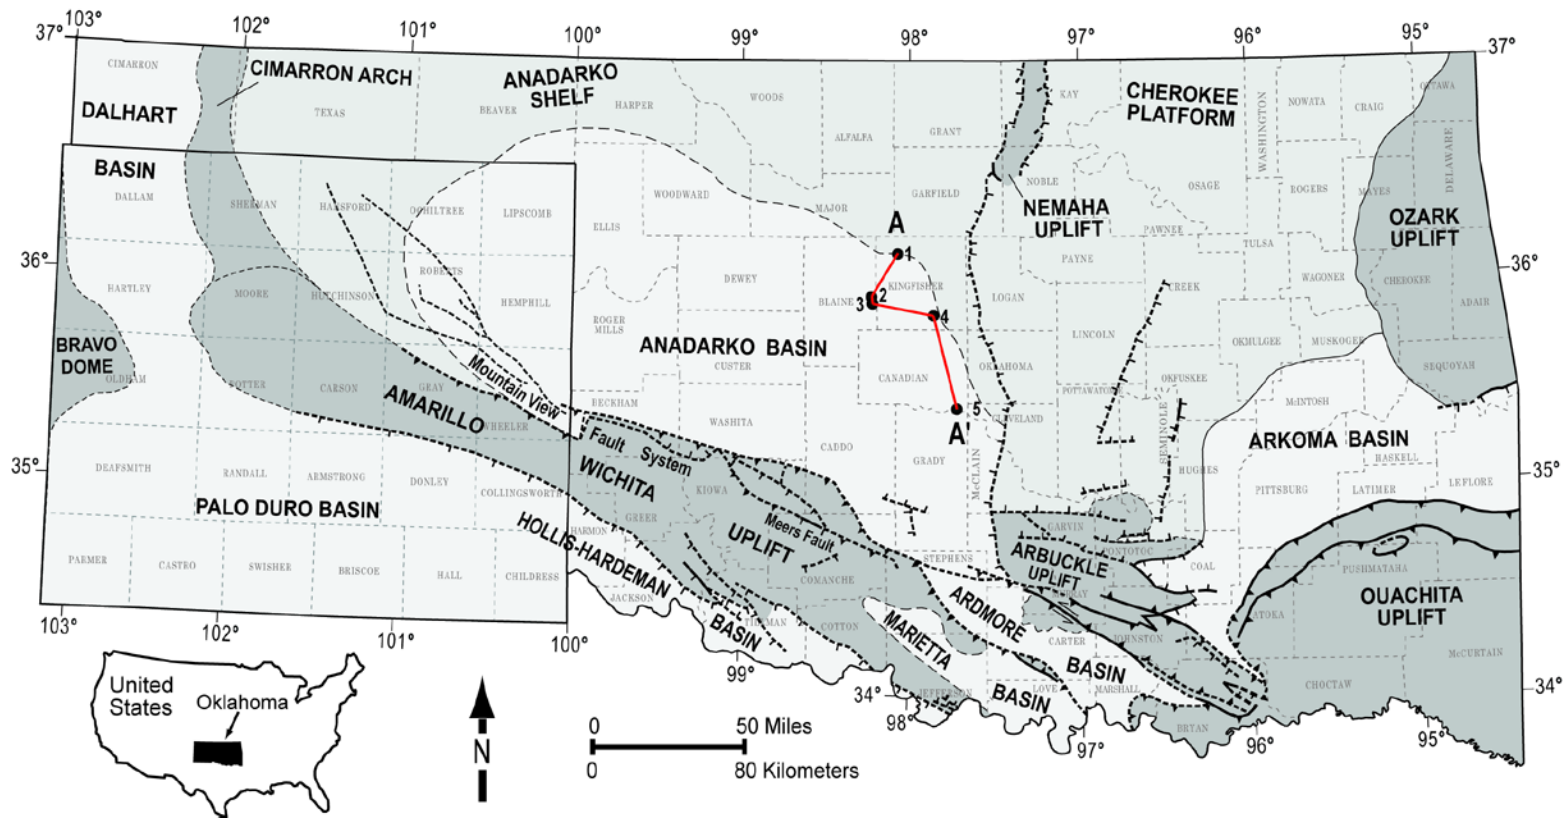 103°
102°
101°
100°
99°
98°
97°
96°
95°
37°
37°
CIMARRON
CIMARRON ARCH
DALHART
BASIN
TEXAS
BEAVER
ANADARKO
SHELF
HARPER
WOODS
ALFALFA
GRANT
KAY
CHEROKEE
PLATFORM
WASHINGTON
NOWATA
CRAIG
OTTAWA
DELAWARE
DALLAM
SHERMAN
HANSFORD
OCHILTREE
LIPSCOMB
WOODWARD
MAJOR
GARFIELD
NOBLE
NEMAHA
UPLIFT
OSAGE
PAWNEE
ROGERS
MAYES
OZARK
UPLIFT
ELLIS
A
1
TULSA
36°
36°
HARTLEY
MOORE
HUTCHINSON
ROBERTS
HEMPHILL
DEWEY
BLAINE
KINGFISHER
2
3
4
PAYNE
LOGAN
CREEK
WAGONER
CHEROKEE
ADAIR
ROGER
MILLS
BRAVO
DOME
OLDHAM
POTTER
CARSON
GRAY
WHEELER
AMARILLO
Mountain View
Fault System
ANADARKO BASIN
CUSTER
CANADIAN
OKLAHOMA
LINCOLN
OKMULGEE
MUSKOGEE
SEQUOYAH
BECKHAM
WASHITA
CADDO
5
A'
CLEVELAND
POTTAWATOMIE
OKFUSKEE
McINTOSH
SEMINOLE
HUGHES
ARKOMA BASIN
HASKELL
35°
35°
DEAFSMITH
RANDALL
ARMSTRONG
DONLEY
COLLINGSWORTH
WICHITA
UPLIFT
KIOWA
GRADY
McCLAIN
PITTSBURG
LATIMER
LEFLORE
PALO DURO BASIN
HOLLIS-HARDEMAN
BASIN
HARMON
GREER
Meers Fault
STEPHENS
GARVIN
ARBUCKLE
UPLIFT
PONTOTOC
COAL
PUSHMATAHA
PARMER
CASTRO
SWISHER
BRISCOE
HALL
CHILDRESS
JACKSON
TILLMAN
COMANCHE
COTTON
MURRAY
ARDMORE
BASIN
MARIETTA
BASIN
CARTER
JOHNSTON
ATOKA
OUACHITA
UPLIFT
McCURTAIN
JEFFERSON
LOVE
MARSHALL
BRYAN
CHOCTAW
103°
102°
101°
100°
99°
34°
98°
97°
96°
95°
34°
United
States
Oklahoma
N
0
50 Miles
0
80 Kilometers